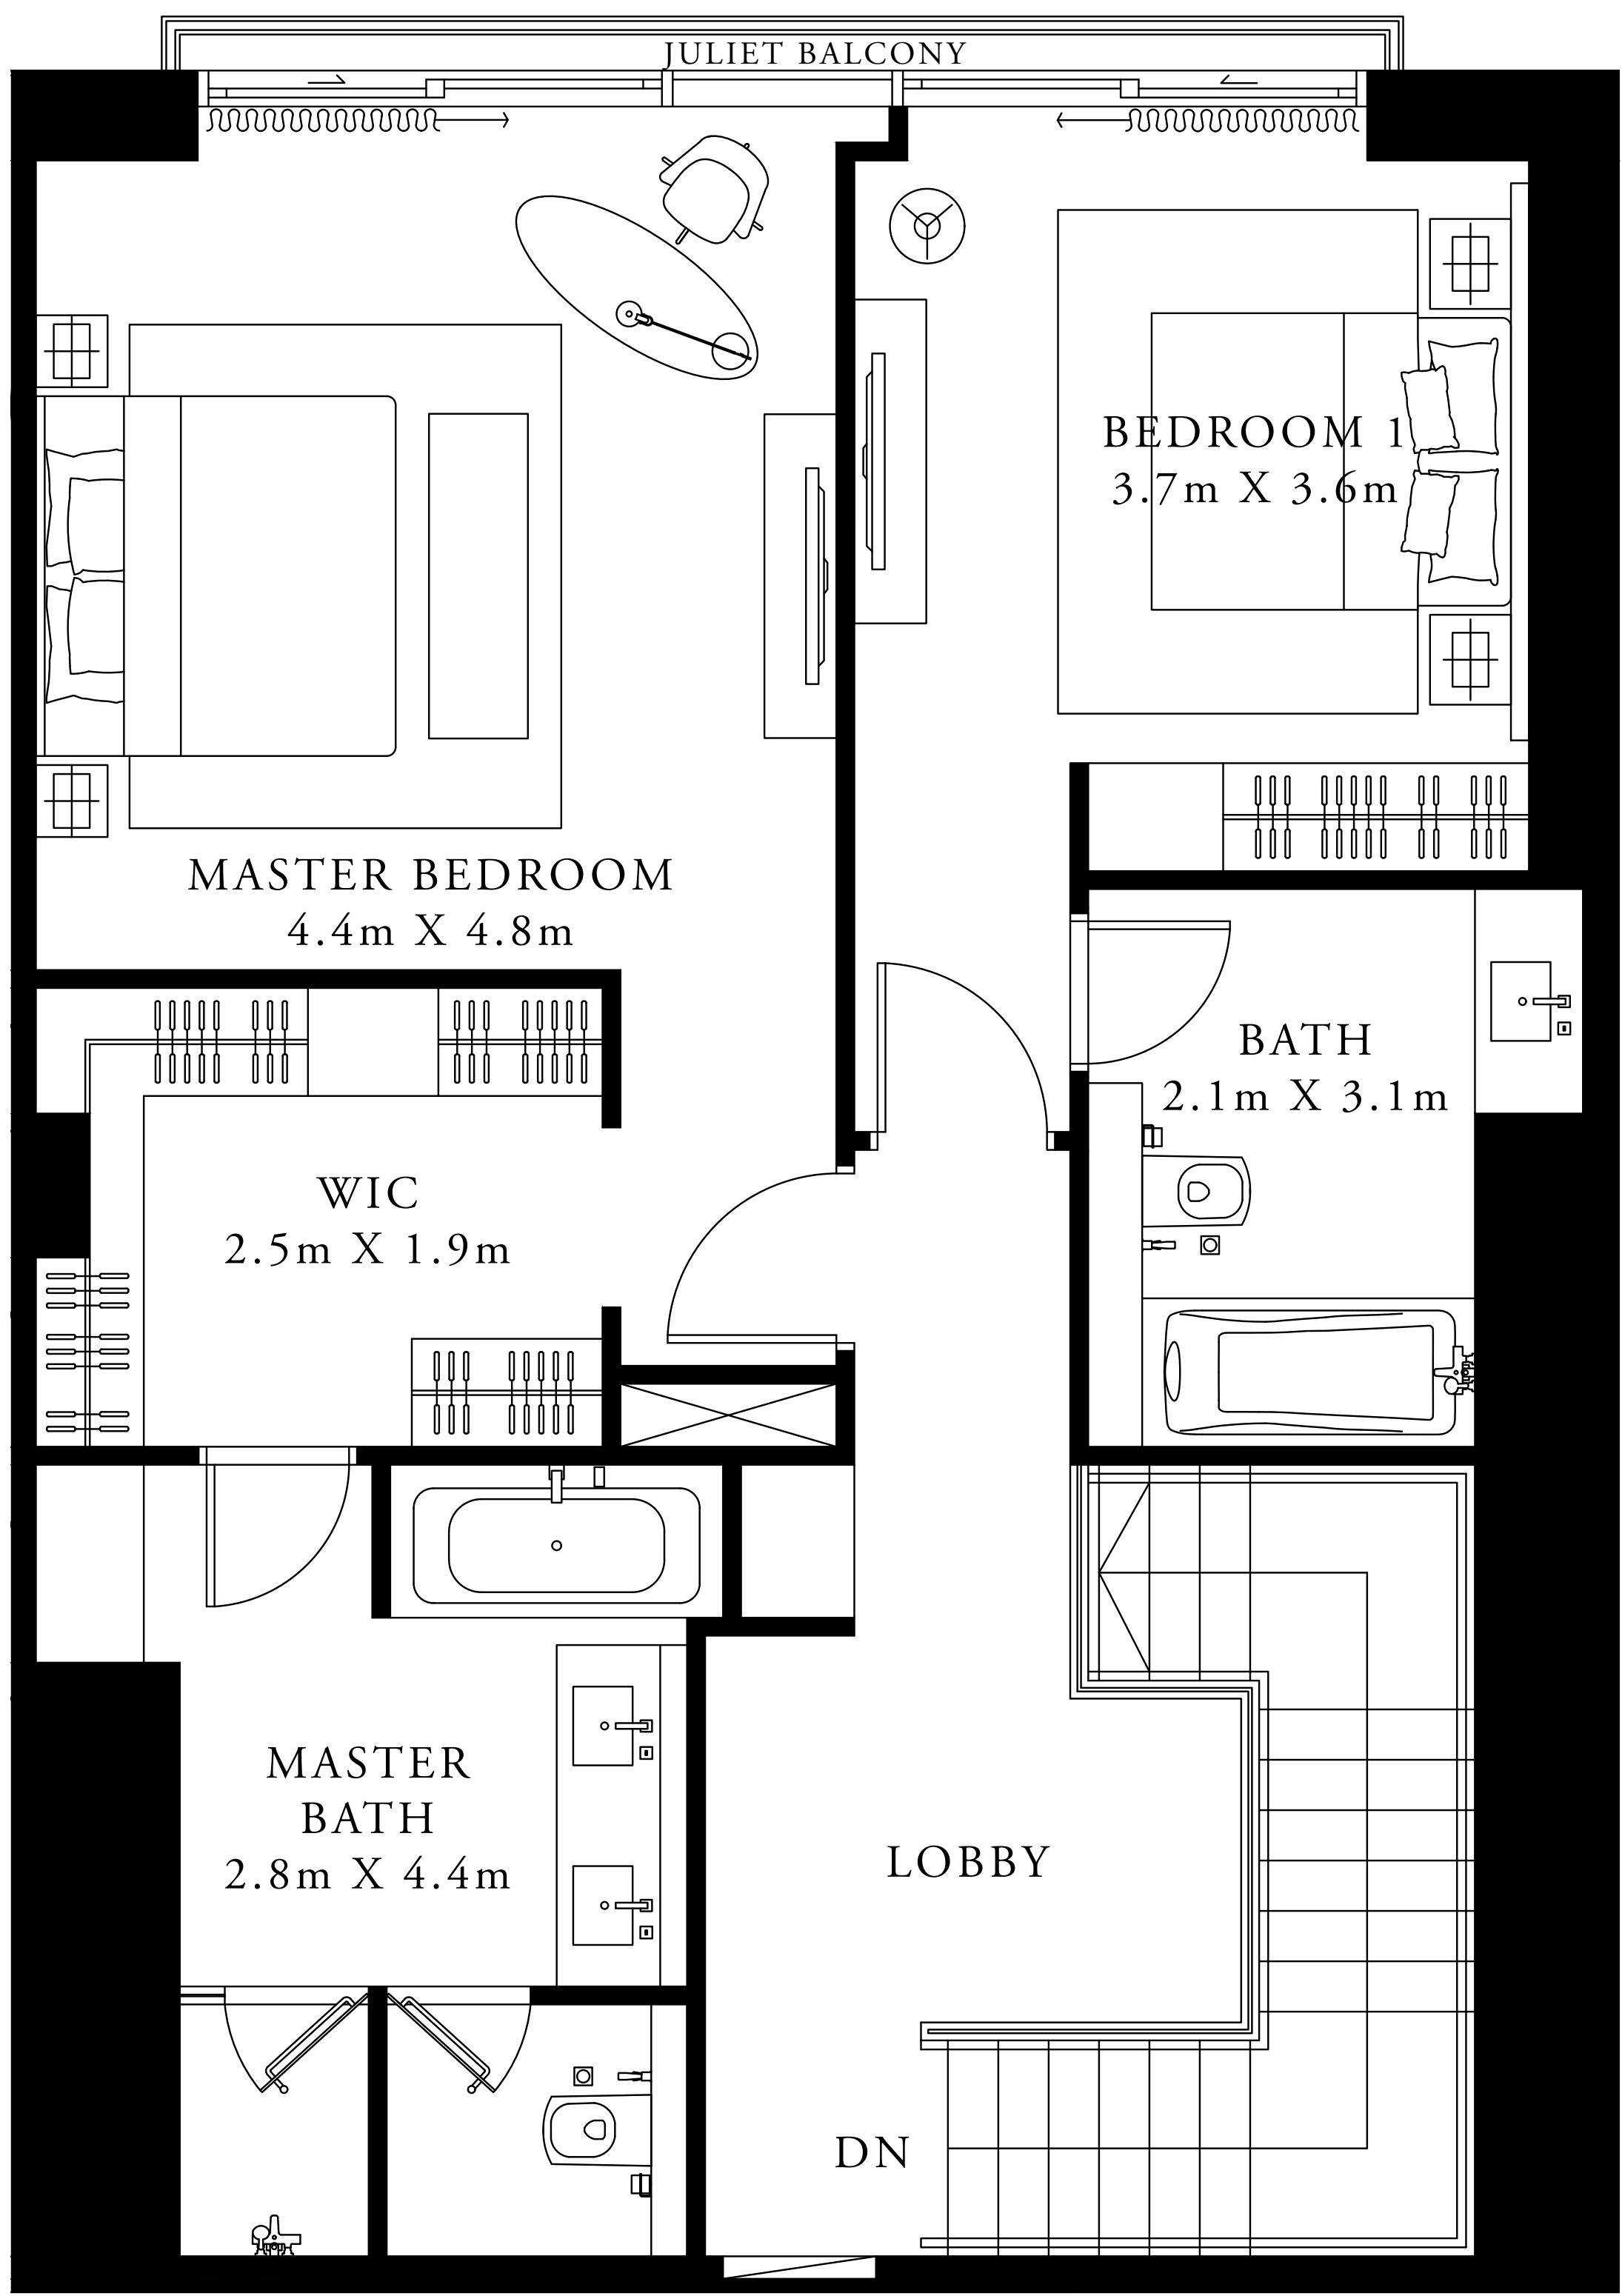 JULIET BALCONY
BEDROOM 1
3.7m X 3.6m
MASTER BEDROOM
4.4m X 4.8m
BATH
2.1m X 3.1m
WIC
2.5m X 1.9m
MASTER
BATH
2.8m X 4.4m
LOBBY
DN